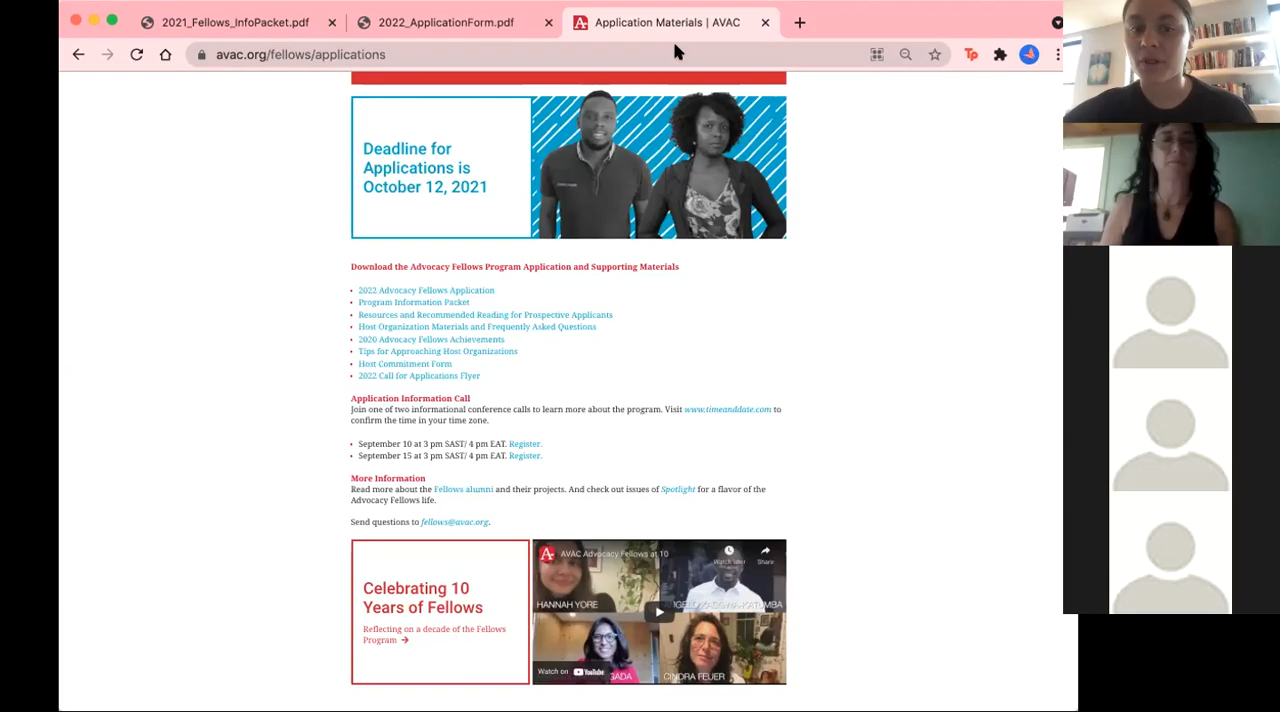 2021_Fellows_InfoPacket.pdf
2022_ApplicationForm.pdf
Application Materials | AVAC
avac.org/fellows/applications
Tp
Deadline for
Applications is
October 12, 2021
Download the Advocacy Fellows Program Application and Supporting Materials
• 2022 Advocacy Fellows Application
• Program Information Packet
• Resources and Recommended Reading for Prospective Applicants
• Host Organization Materials and Frequently Asked Questions
• 2020 Advocacy Fellows Achievements
• Tips for Approaching Host Organizations
• Host Commitment Form
• 2022 Call for Applications Flyer
Application Information Call
Join one of two informational conference calls to learn more about the program. Visit www.timeanddate.com to
confirm the time in your time zone.
• September 10 at 3 pm SAST/ 4 pm EAT. Register.
• September 15 at 3 pm SAST/ 4 pm EAT. Register.
More Information
Read more about the Fellows alumni and their projects. And check out issues of Spotlight for a flavor of the
Advocacy Fellows life.
Send questions to fellows@avac.org.
Celebrating 10
Years of Fellows
Reflecting on a decade of the Fellows
Program →
AVAC Advocacy Fellows at 10
Watch later
Share
HANNAH YORE
Watch on YouTube
CINDRA FEUER